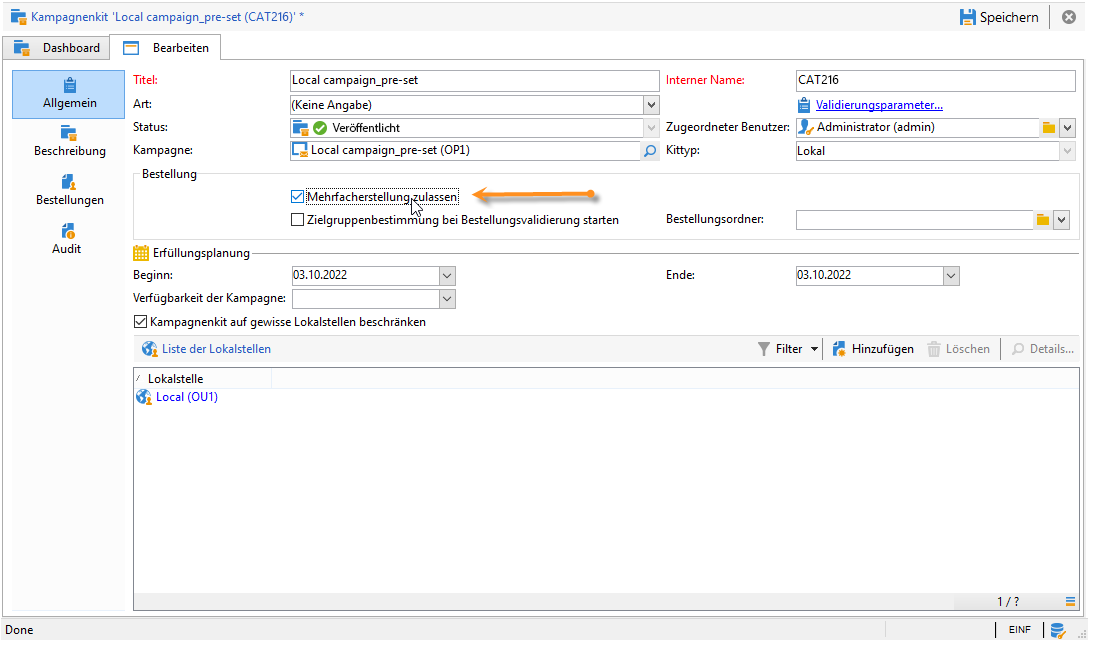 Kampagnenkit 'Local campaign_pre-set (CAT216)' * Speichern
Dashboard Bearbeiten
Allgemein
Beschreibung
Bestellungen
Audit
Titel: Local campaign_pre-set Interner Name: CAT216
Art: (Keine Angabe) Validierungsparameter...
Status: Veröffentlicht Zugeordneter Benutzer: Administrator (admin)
Kampagne: Local campaign_pre-set (OP1) Kittyp: Lokal
Bestellung
Mehrfacherstellung zulassen
Zielgruppenbestimmung bei Bestellungsvalidierung starten Bestellungsordner:
Erfüllungsplanung
Beginn: 03.10.2022 Ende: 03.10.2022
Verfügbarkeit der Kampagne:
Kampagnenkit auf gewisse Lokalstellen beschränken
Liste der Lokalstellen Filter Hinzufügen Löschen Details...
Lokalstelle
Local (OU1)
1 / ?
Done EINF